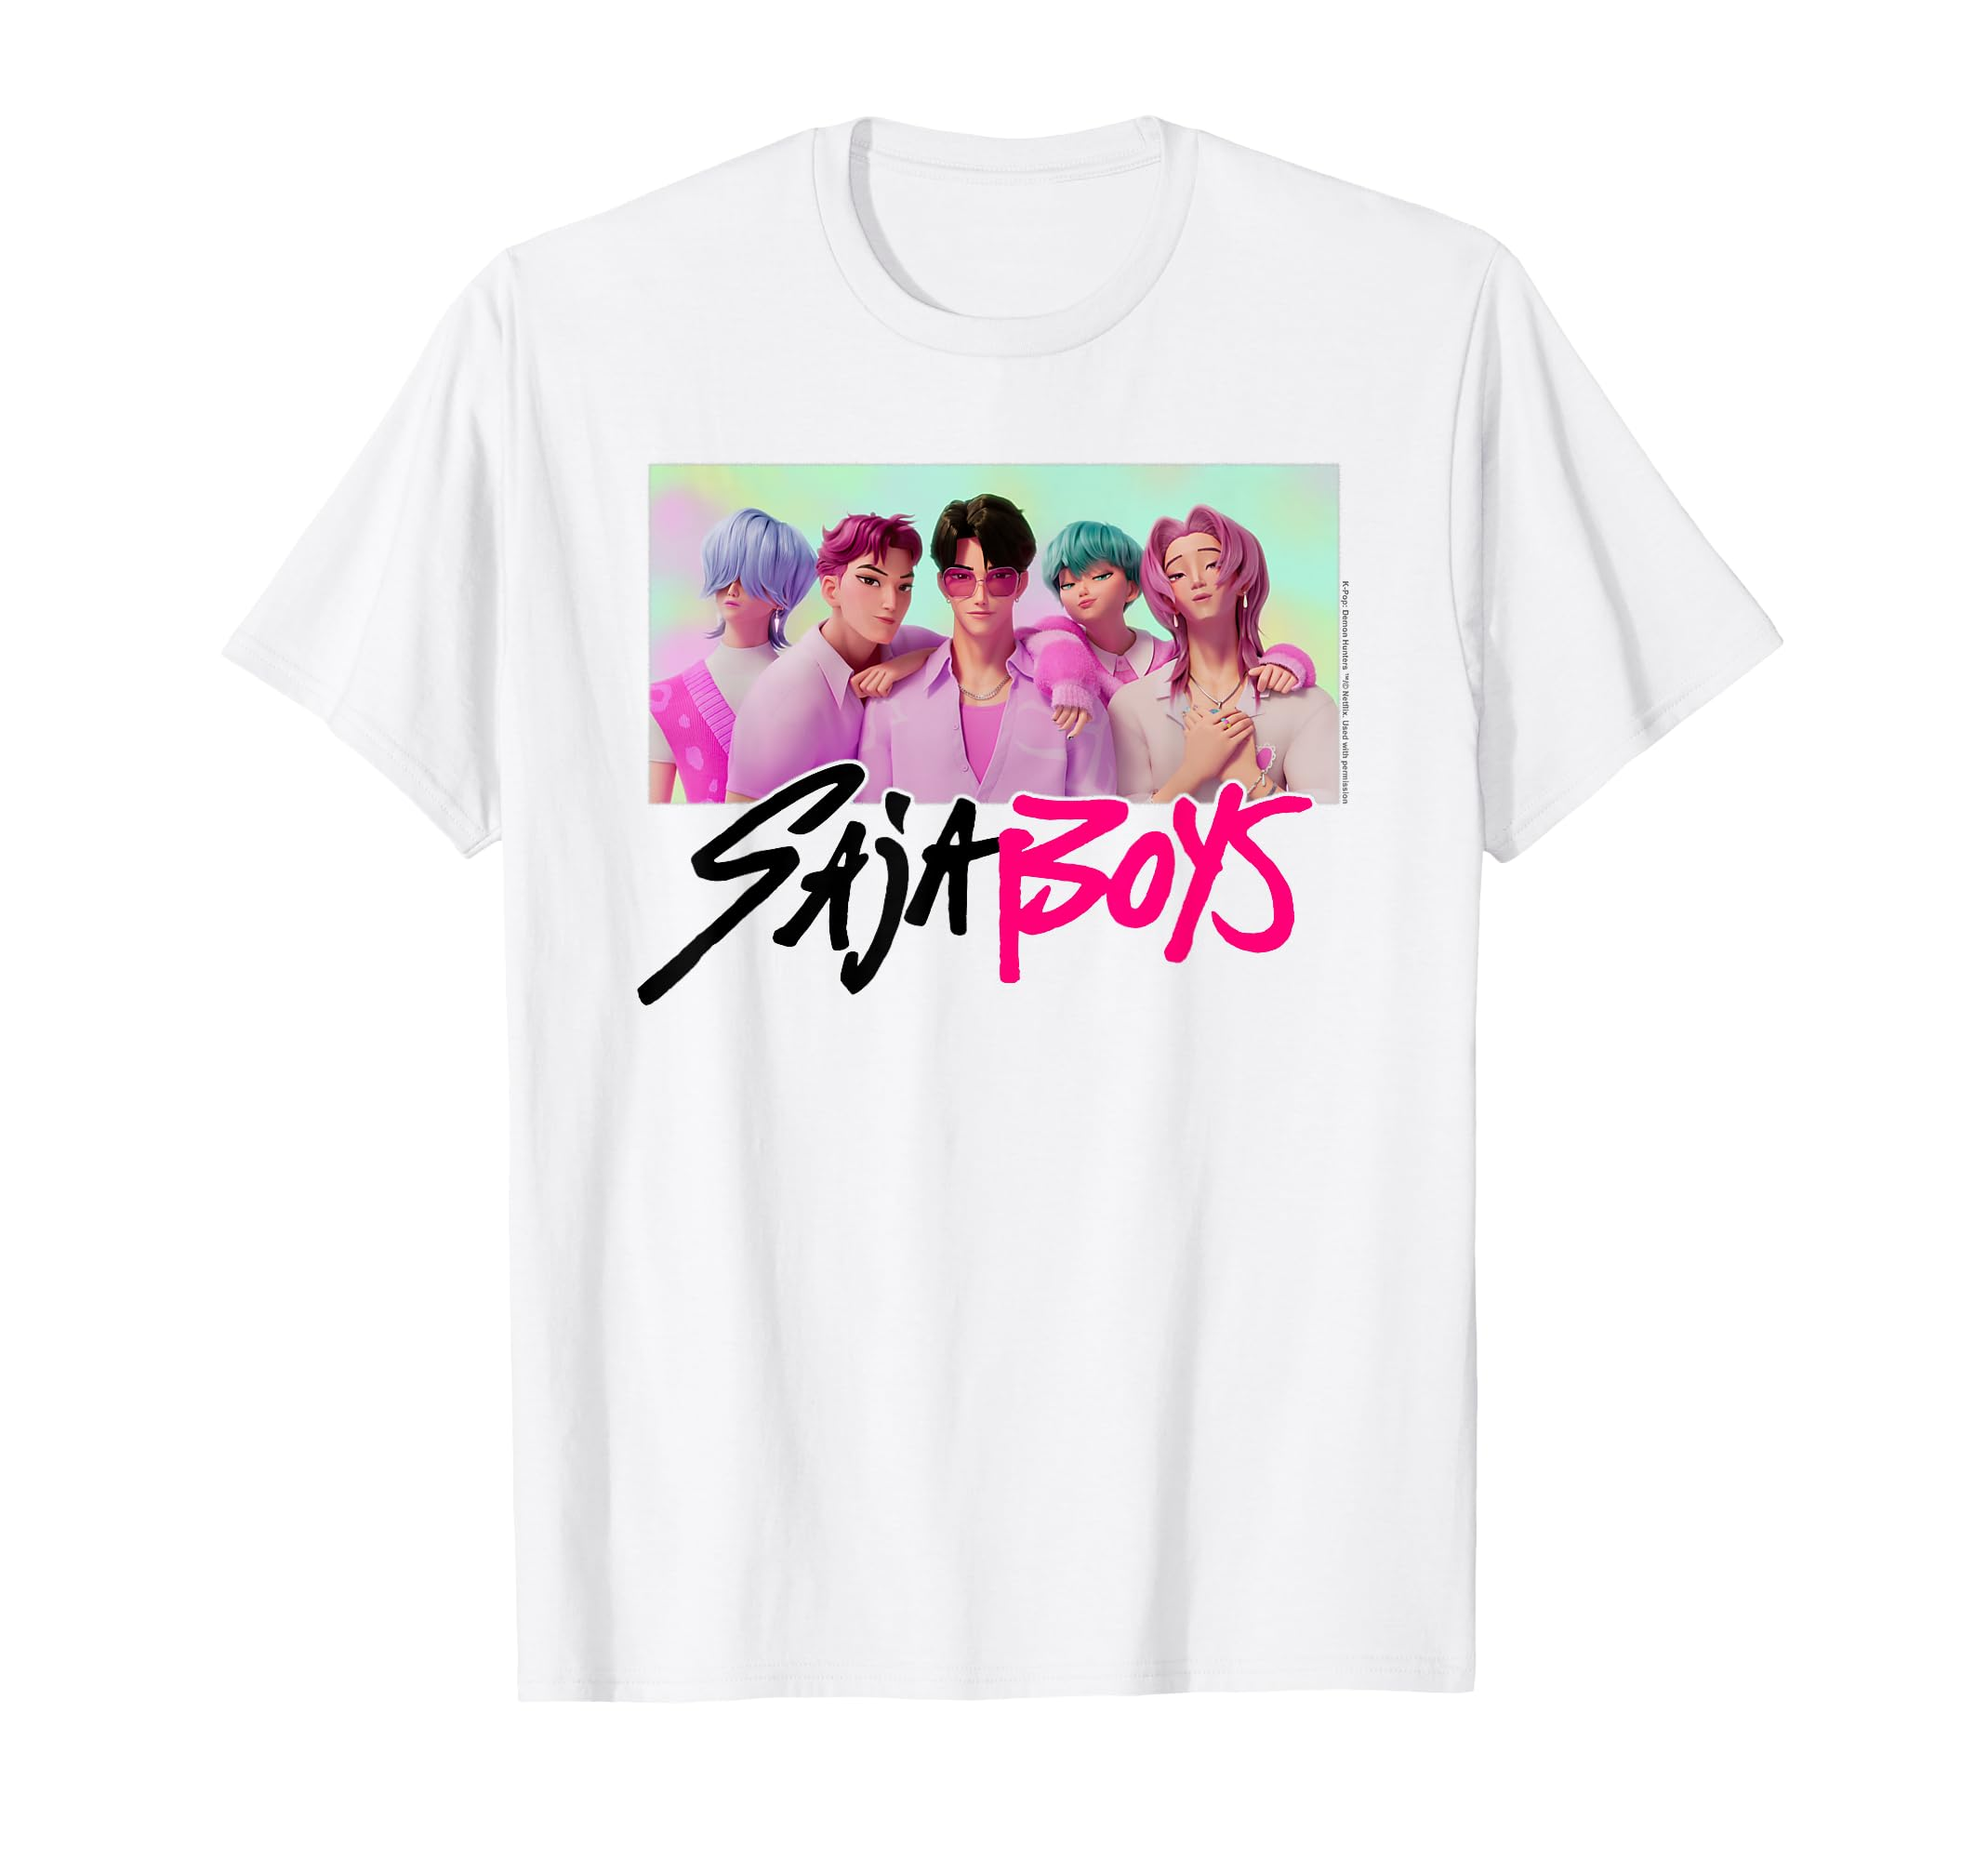 K-Pop: Demon Hunters ™/© Netflix. Used with permission
SAJA BOYS